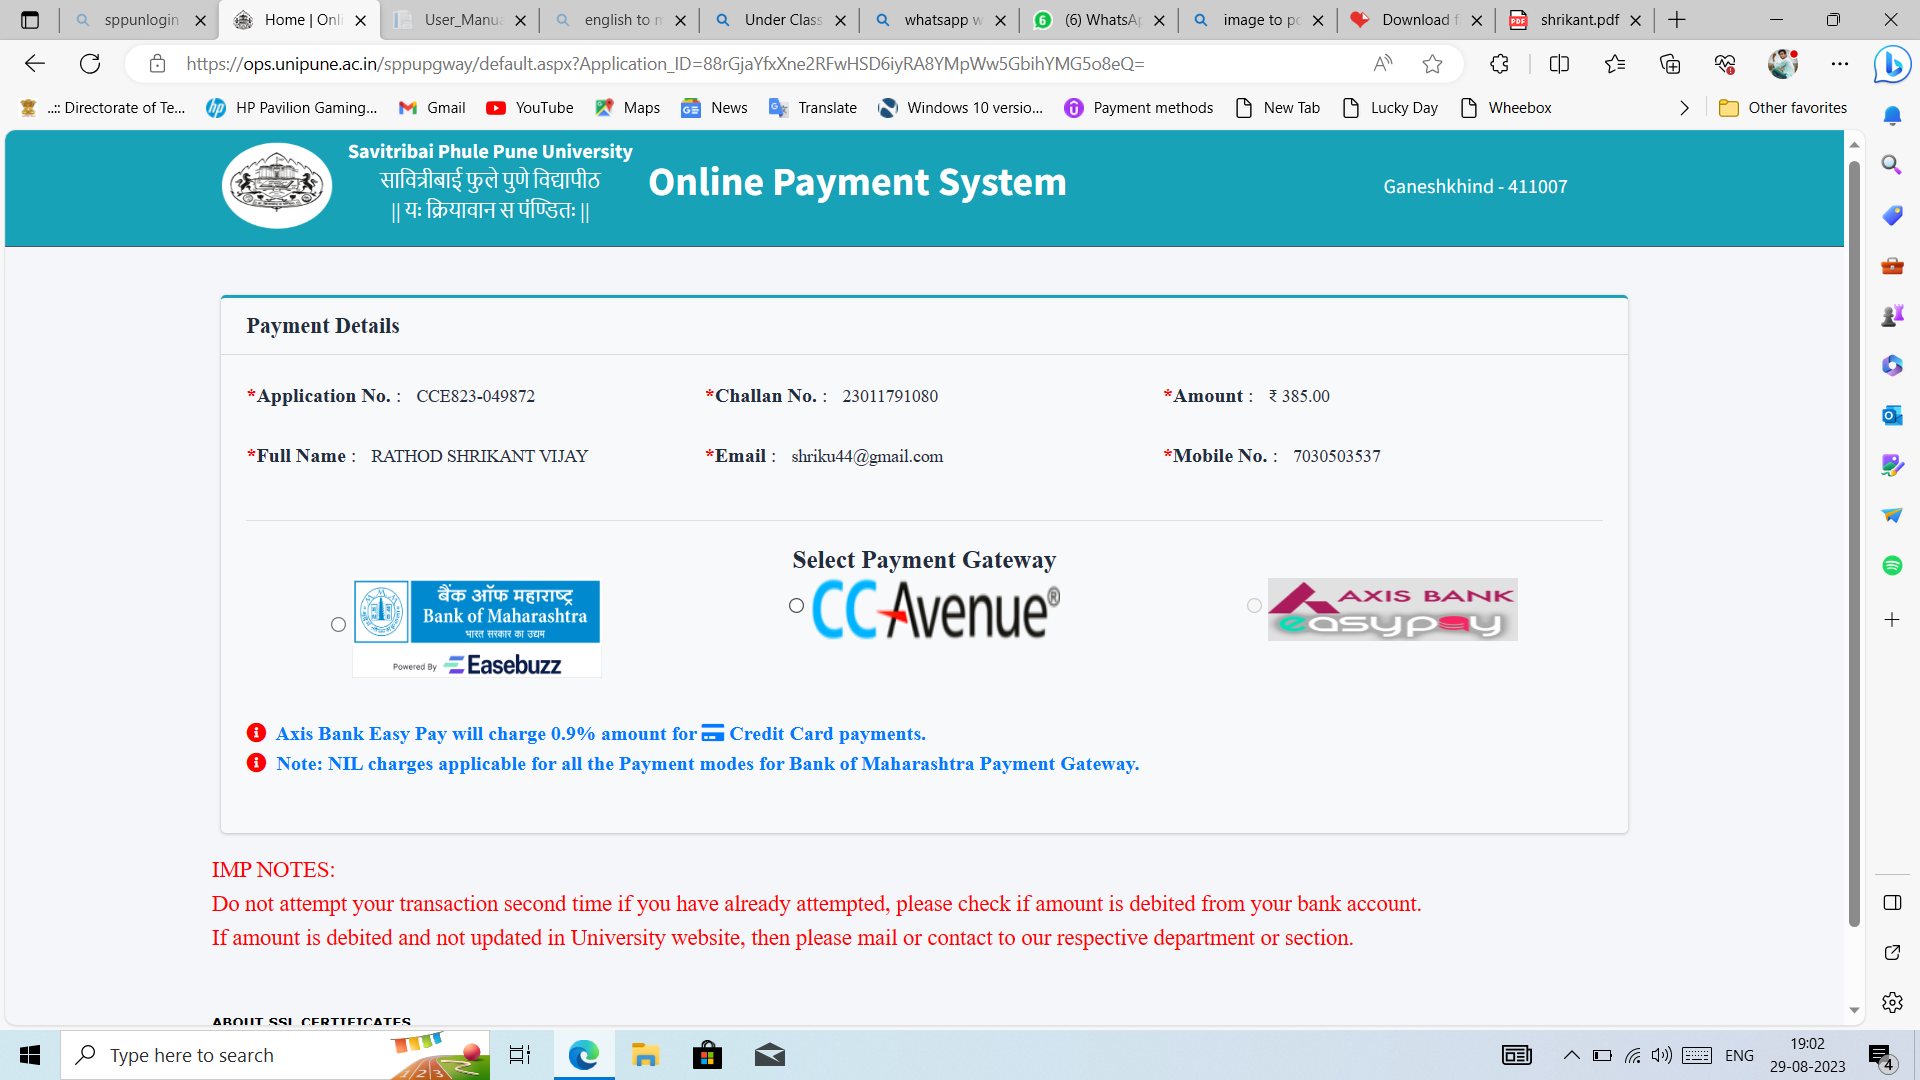 sppunlogin
Home | Onli
User_Manua
english to m
Under Class
whatsapp w
(6) WhatsAp
image to pd
Download f
shrikant.pdf
https://ops.unipune.ac.in/sppupgway/default.aspx?Application_ID=88rGjaYfxXne2RFwHSD6iyRA8YMpWw5GbihYMG5o8eQ=
..:: Directorate of Te...
HP Pavilion Gaming...
Gmail
YouTube
Maps
News
Translate
Windows 10 versio...
Payment methods
New Tab
Lucky Day
Wheebox
Other favorites
Savitribai Phule Pune University
सावित्रीबाई फुले पुणे विद्यापीठ
|| यः क्रियावान स पंण्डितः ||
Online Payment System
Ganeshkhind - 411007
Payment Details
*Application No. : CCE823-049872
*Challan No. : 23011791080
*Amount : ₹ 385.00
*Full Name : RATHOD SHRIKANT VIJAY
*Email : shriku44@gmail.com
*Mobile No. : 7030503537
Select Payment Gateway
बैंक ऑफ महाराष्ट्र
Bank of Maharashtra
भारत सरकार का उद्यम
Powered By Easebuzz
CCAvenue®
AXIS BANK
easypay
Axis Bank Easy Pay will charge 0.9% amount for Credit Card payments.
Note: NIL charges applicable for all the Payment modes for Bank of Maharashtra Payment Gateway.
IMP NOTES:
Do not attempt your transaction second time if you have already attempted, please check if amount is debited from your bank account.
If amount is debited and not updated in University website, then please mail or contact to our respective department or section.
ABOUT SSL CERTIFICATES
Type here to search
1 2 3
ENG
19:02
29-08-2023
4